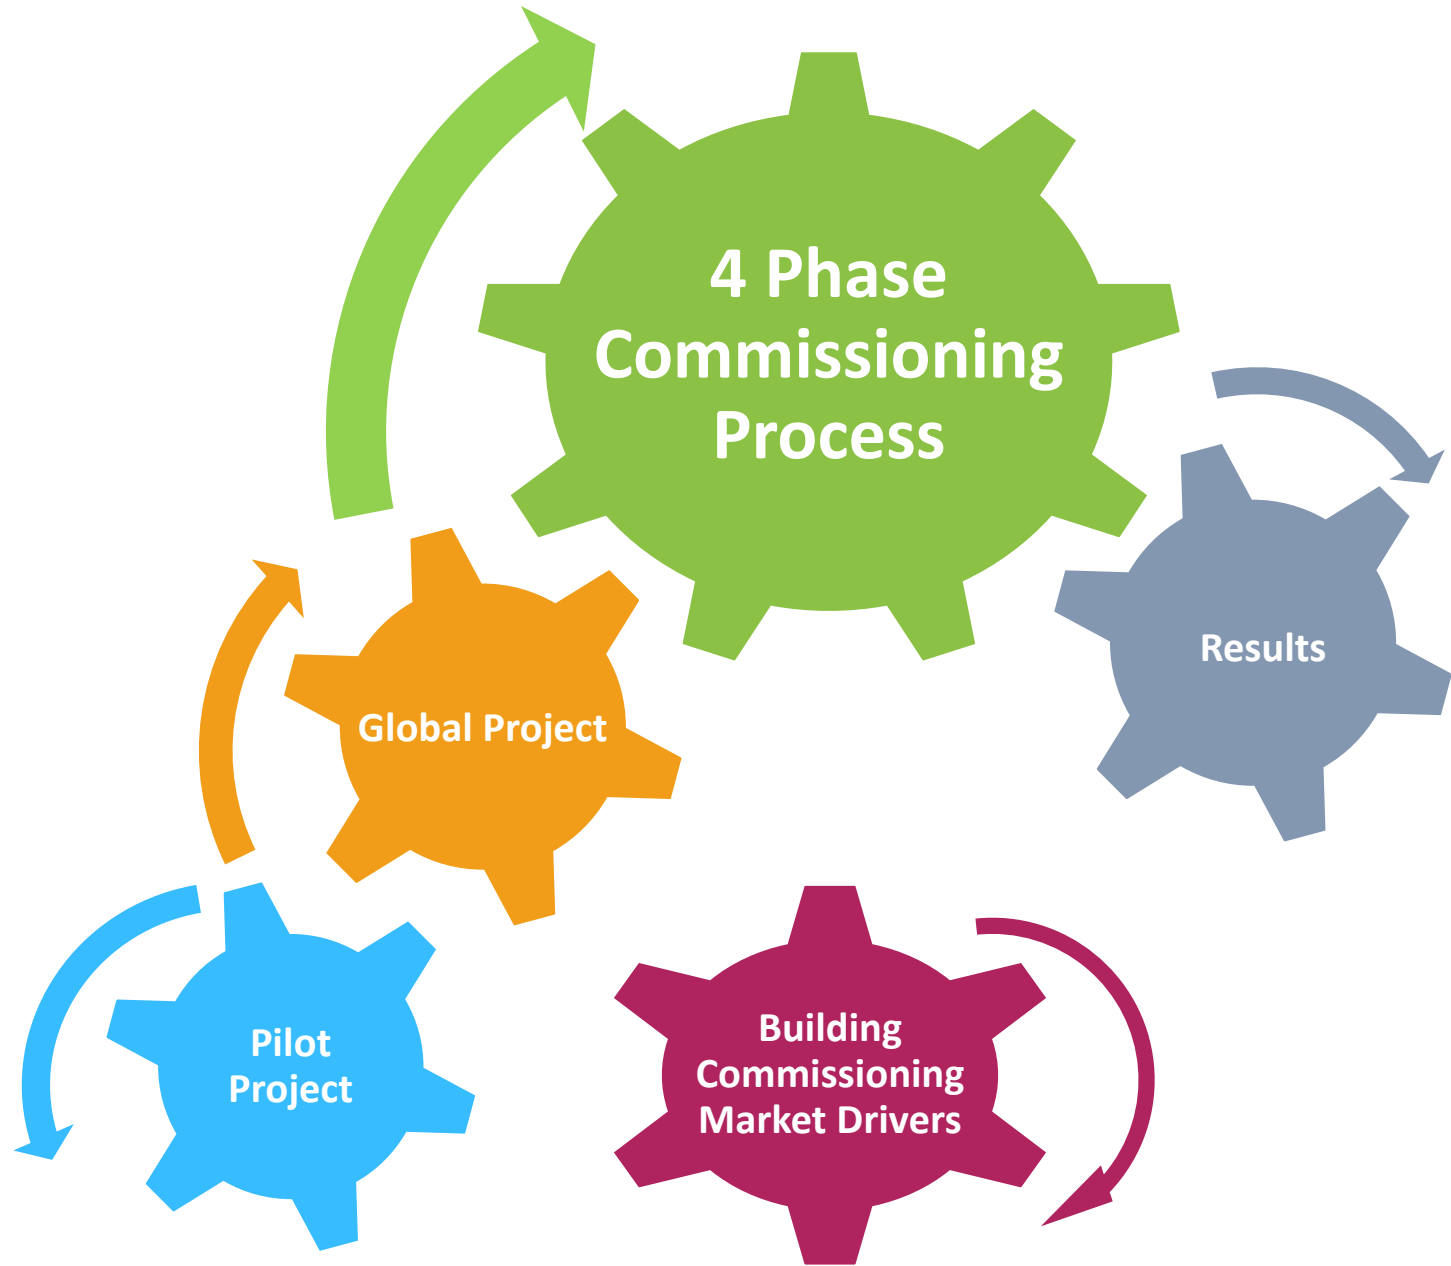 4 Phase
Commissioning
Process
Results
Global Project
Pilot
Project
Building
Commissioning
Market Drivers